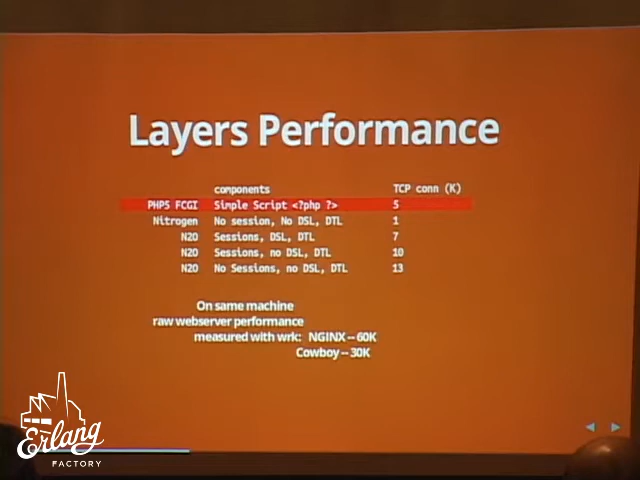 Layers Performance
components TCP conn (K)
PHP5 FCGI Simple Script <?php ?> 5
Nitrogen No session, No DSL, DTL 1
N2O Sessions, DSL, DTL 7
N2O Sessions, no DSL, DTL 10
N2O No Sessions, no DSL, DTL 13
On same machine
raw webserver performance
measured with wrk: NGINX -- 60K
Cowboy -- 30K
Erlang
FACTORY